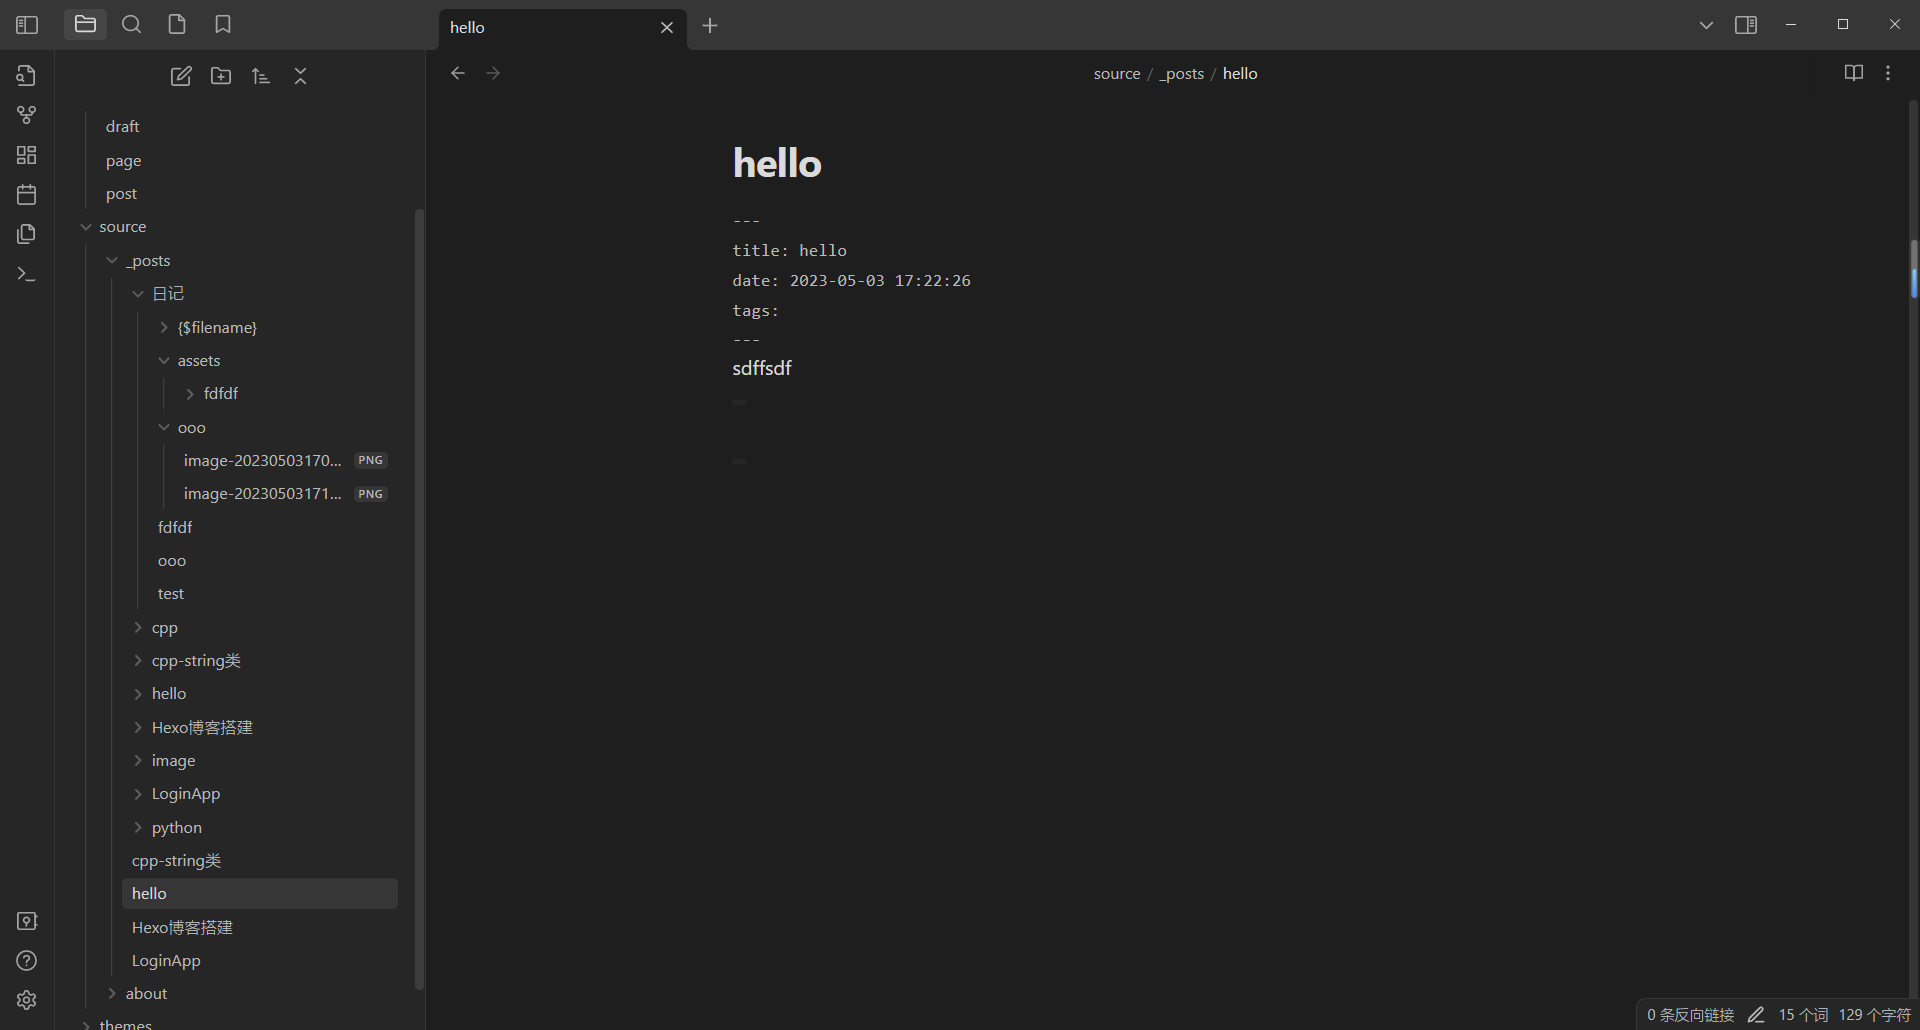 hello
source / _posts / hello
draft
page
post
source
_posts
日记
{$filename}
assets
fdfdf
ooo
image-20230503170... PNG
image-20230503171... PNG
fdfdf
ooo
test
cpp
cpp-string类
hello
Hexo博客搭建
image
LoginApp
python
cpp-string类
hello
Hexo博客搭建
LoginApp
about
themes
hello
---
title: hello
date: 2023-05-03 17:22:26
tags:
---
sdffsdf
0 条反向链接 15 个词 129 个字符